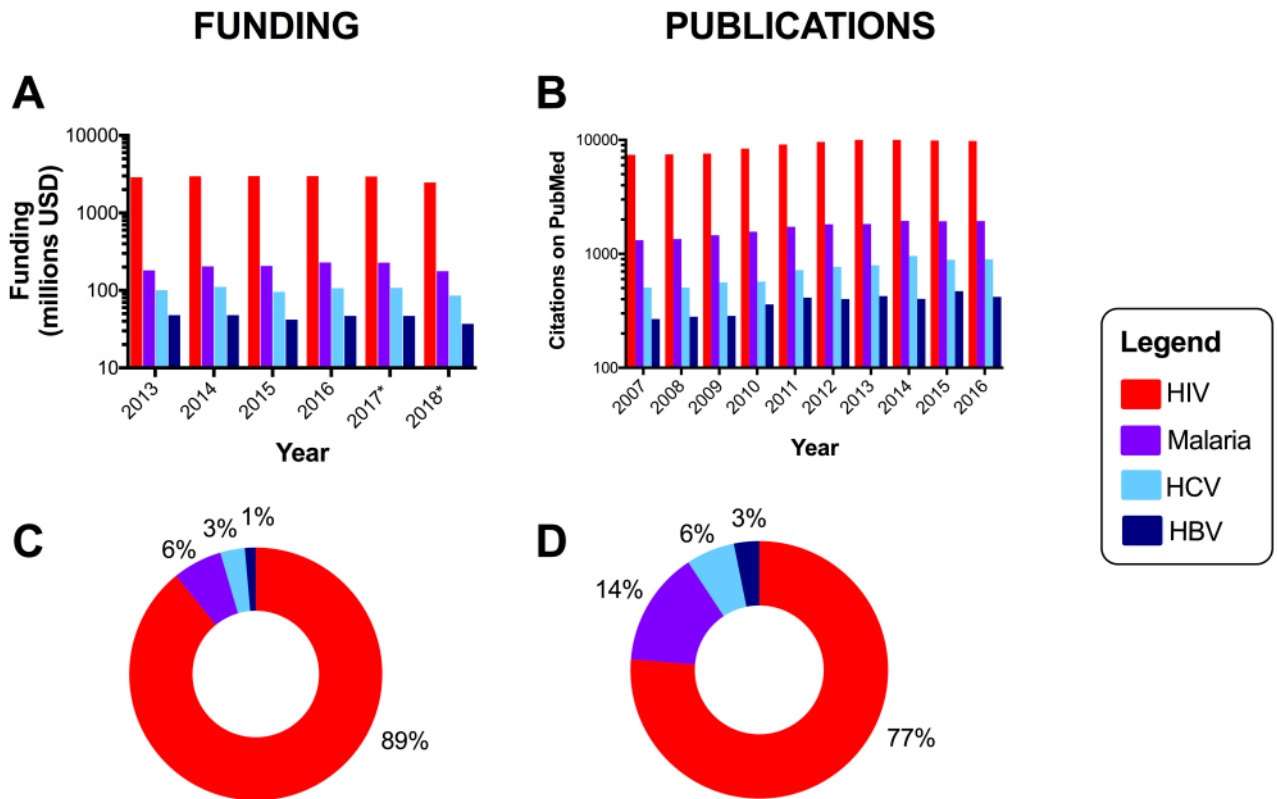 FUNDING
PUBLICATIONS
A
Funding
(millions USD)
10000
1000
100
10
2013
2014
2015
2016
2017*
2018*
Year
B
Citations on PubMed
10000
1000
100
2007
2008
2009
2010
2011
2012
2013
2014
2015
2016
Year
Legend
HIV
Malaria
HCV
HBV
C
1%
3%
6%
89%
D
3%
6%
14%
77%